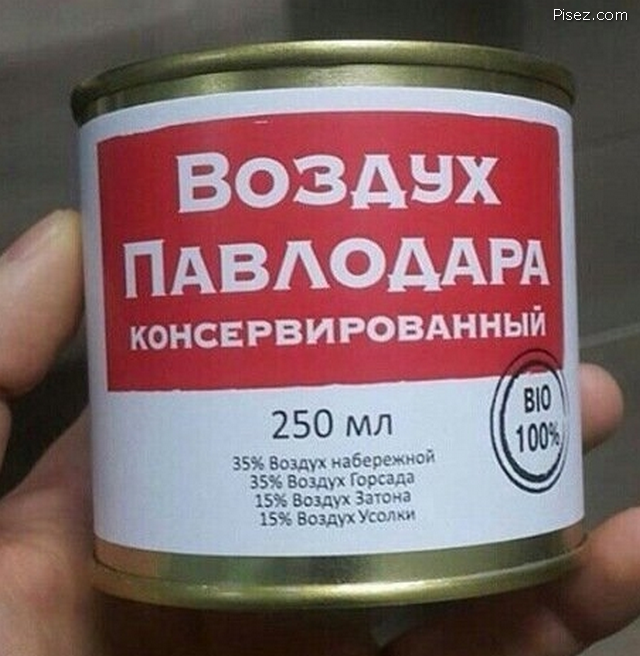 Pisez.com
Воздух
Павлодара
консервированный
250 мл
BIO
100%
35% Воздух набережной
35% Воздух Горсада
15% Воздух Затона
15% Воздух Усолки